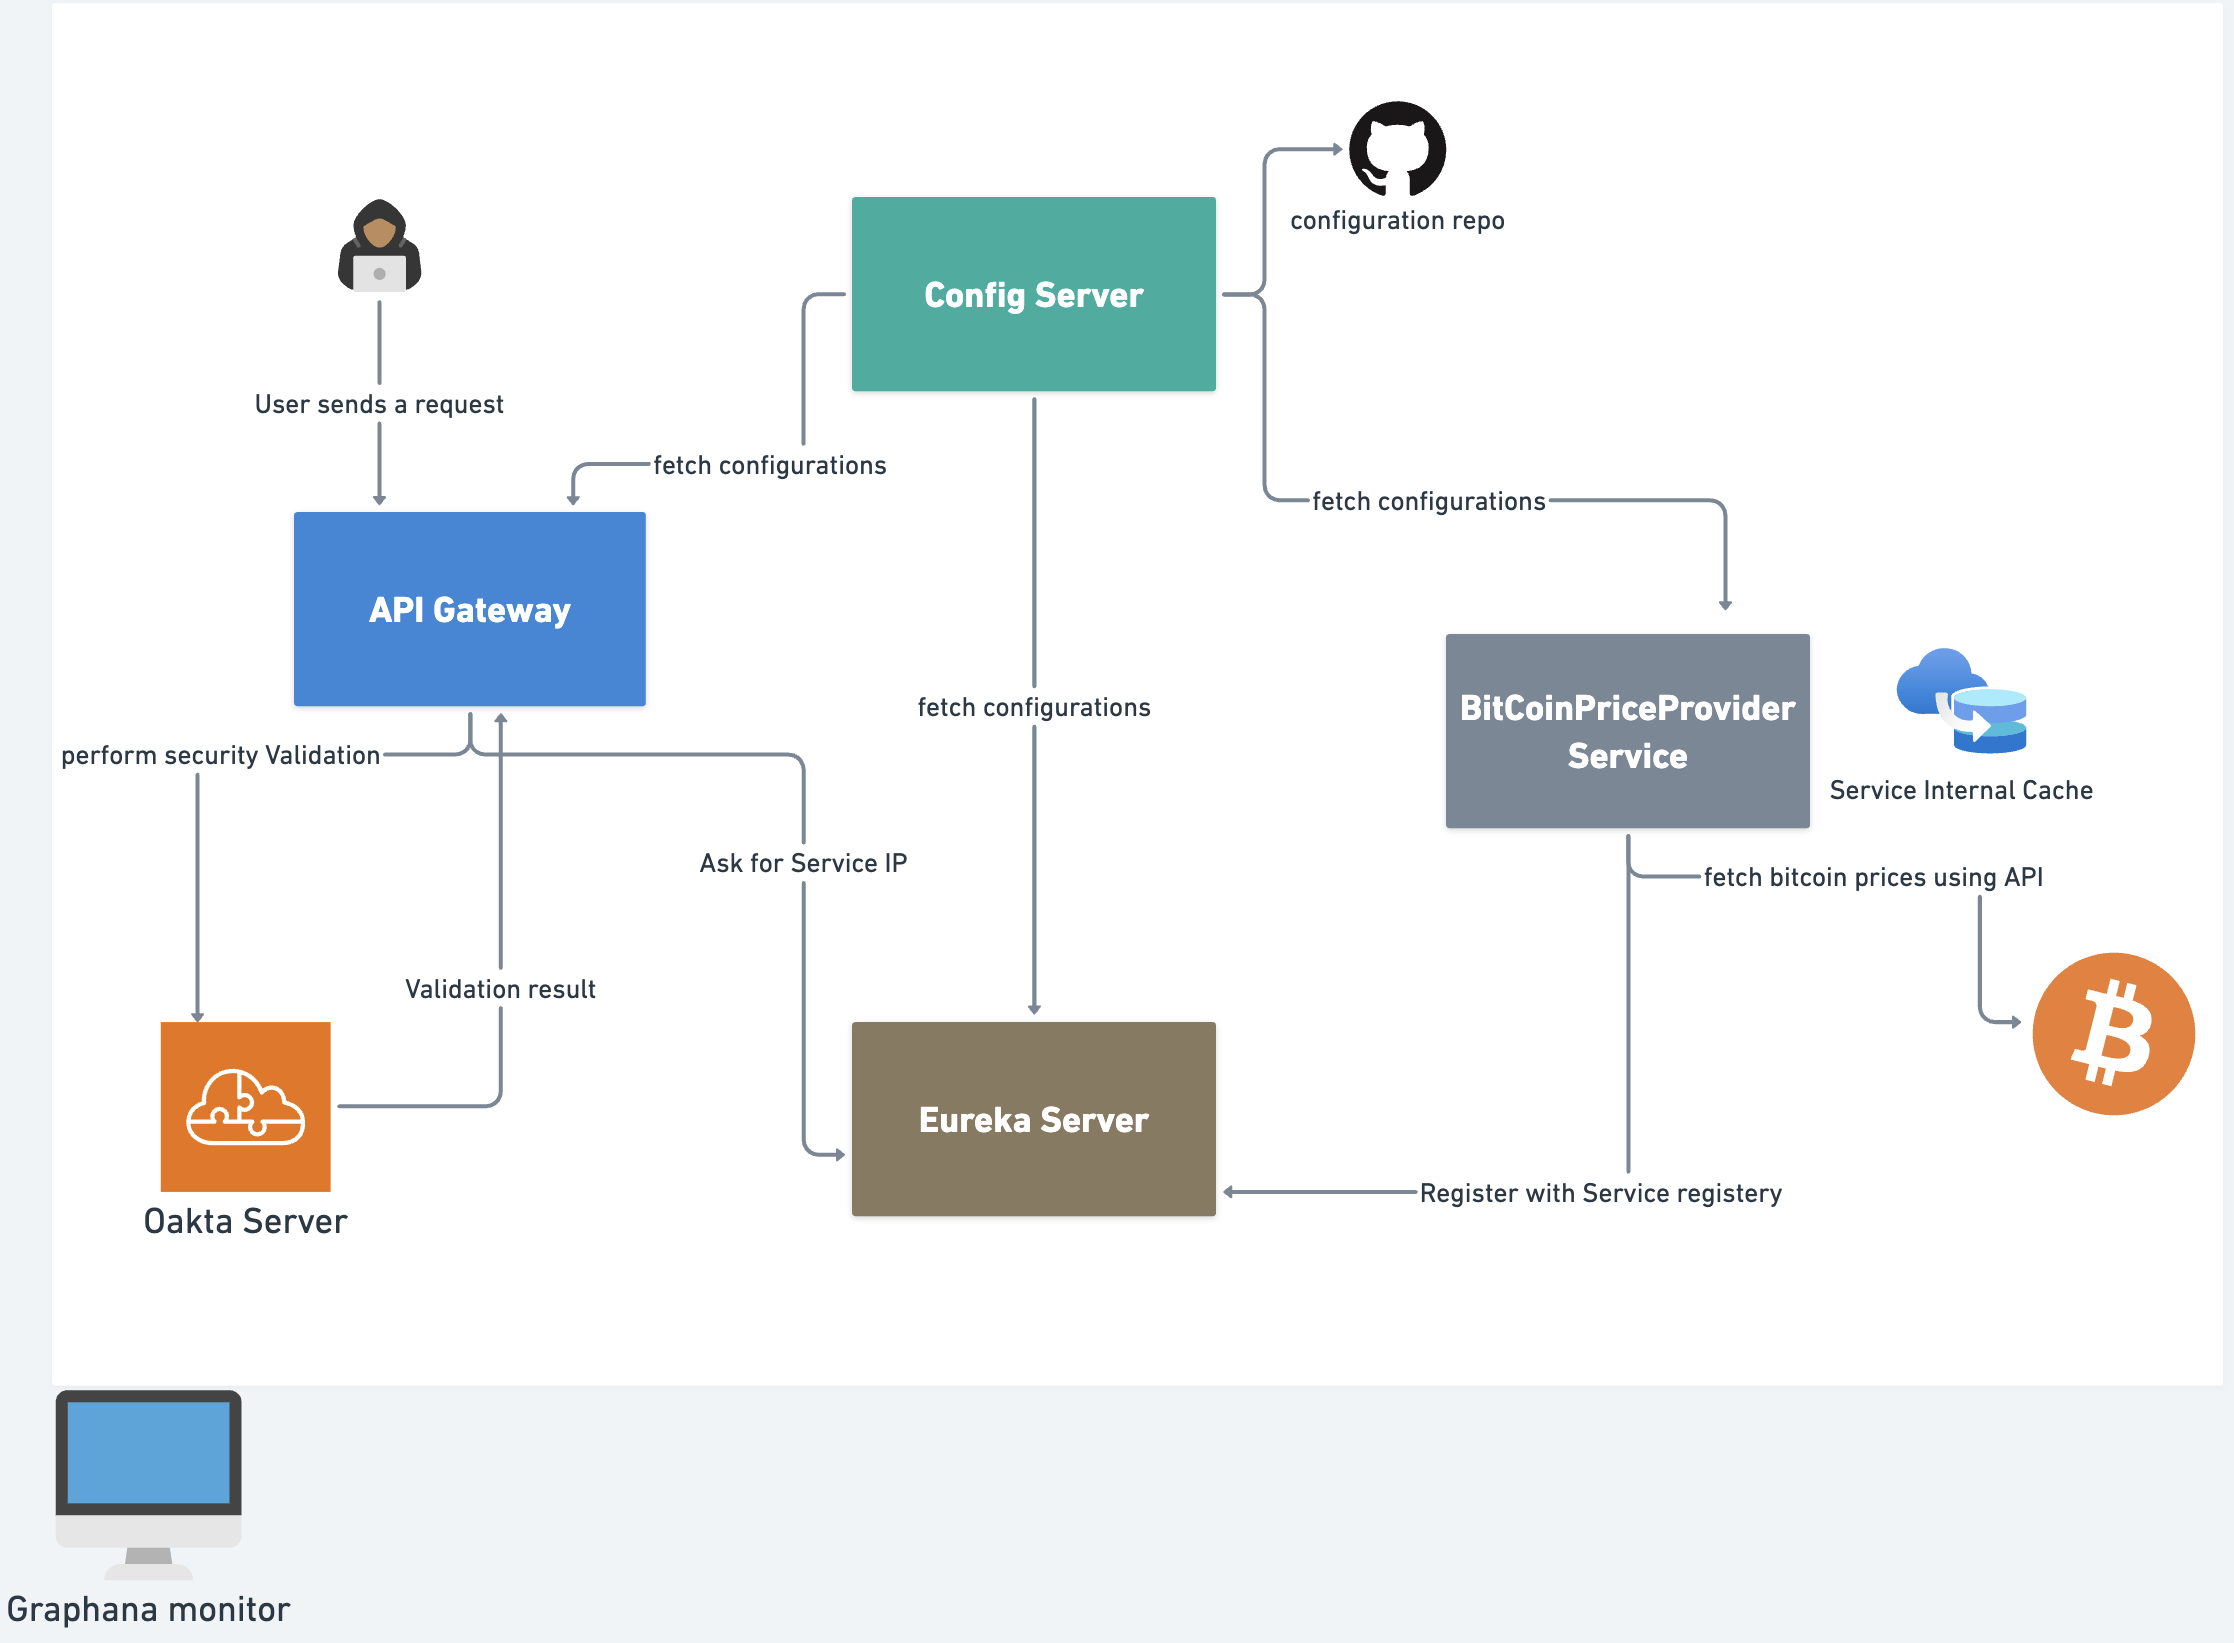 configuration repo
Config Server
User sends a request
fetch configurations
fetch configurations
API Gateway
fetch configurations
BitCoinPriceProvider
Service
perform security Validation
Service Internal Cache
Ask for Service IP
fetch bitcoin prices using API
Validation result
Eureka Server
Register with Service registery
Oakta Server
Graphana monitor